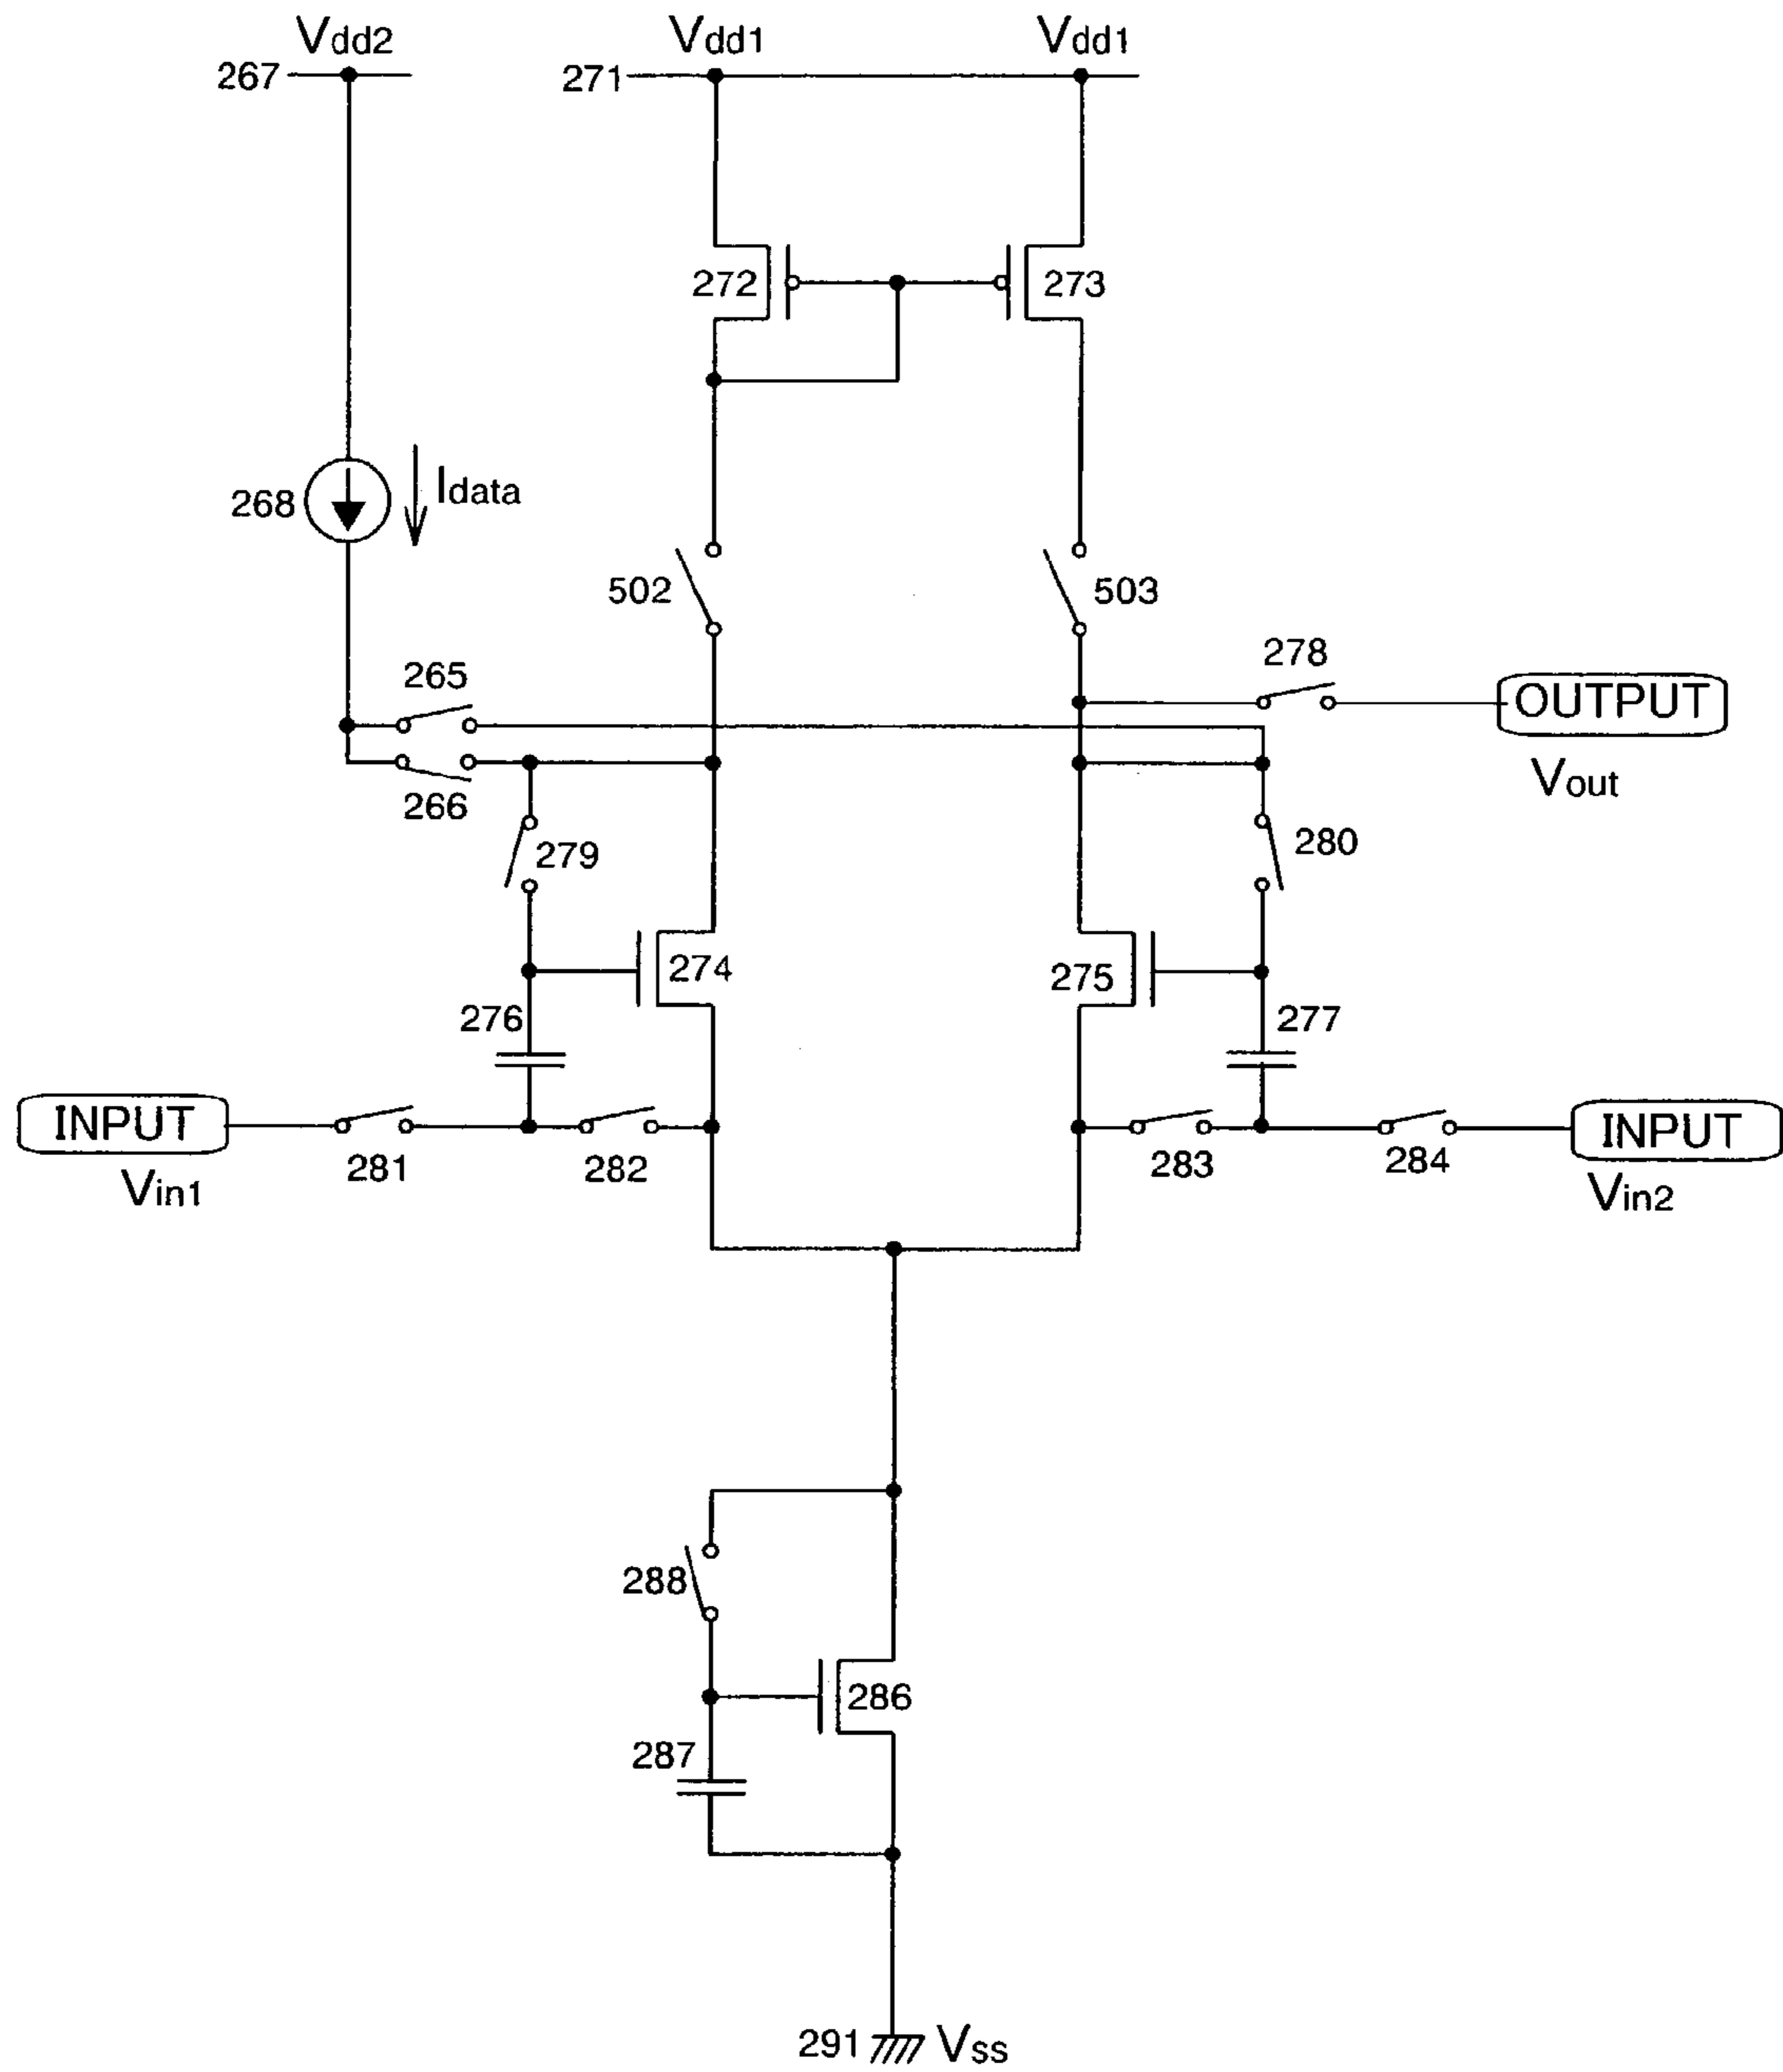 Vdd2
Vdd1
Vdd1
267
271
272
273
268
Idata
502
503
278
265
OUTPUT
Vout
266
279
280
274
275
276
277
INPUT
INPUT
281
282
283
284
Vin1
Vin2
288
286
287
291
Vss